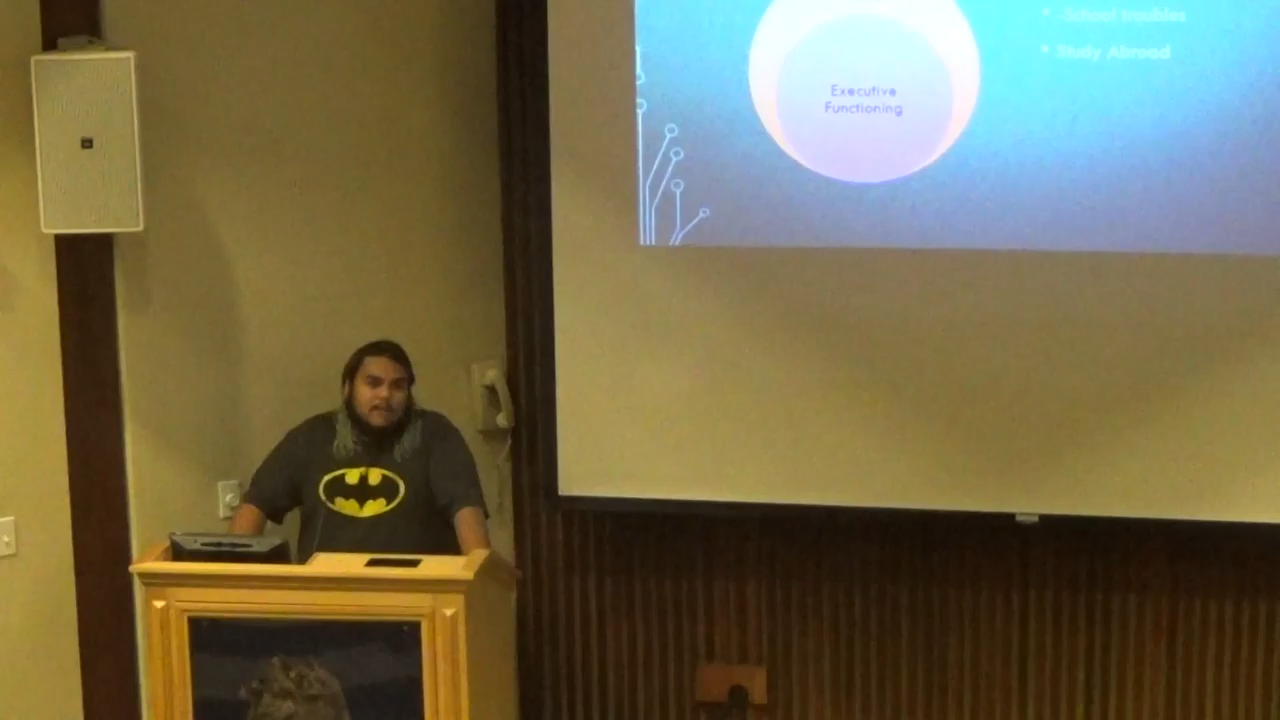 • -School troubles
• Study Abroad
Executive
Functioning